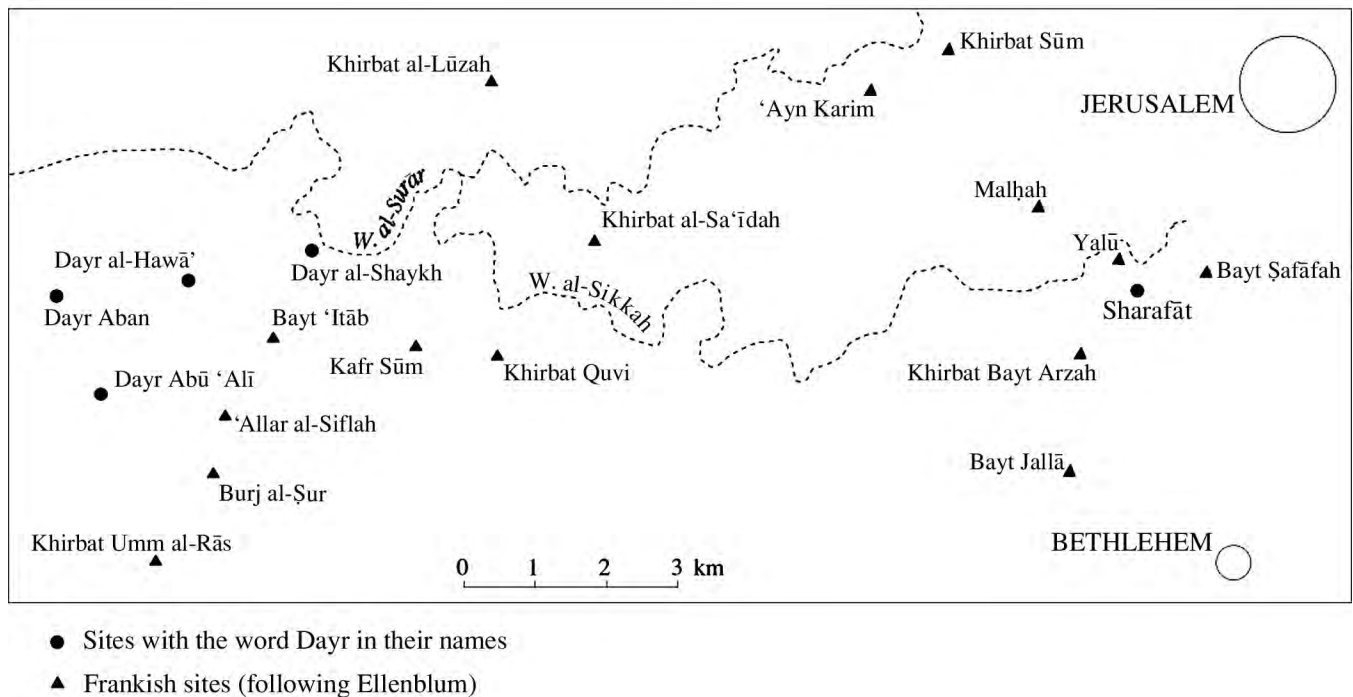 Khirbat Sūm
Khirbat al-Lūzah
JERUSALEM
‘Ayn Karim
Malḥah
W. al-Surār
Khirbat al-Sa‘īdah
Yalū
Dayr al-Hawā’
Dayr al-Shaykh
Bayt Ṣafāfah
W. al-Sikkah
Sharafāt
Dayr Aban
Bayt ‘Itāb
Kafr Sūm
Khirbat Quvi
Khirbat Bayt Arzah
Dayr Abū ‘Alī
‘Allar al-Siflah
Bayt Jallā
Burj al-Ṣur
Khirbat Umm al-Rās
BETHLEHEM
0 1 2 3 km
Sites with the word Dayr in their names
Frankish sites (following Ellenblum)